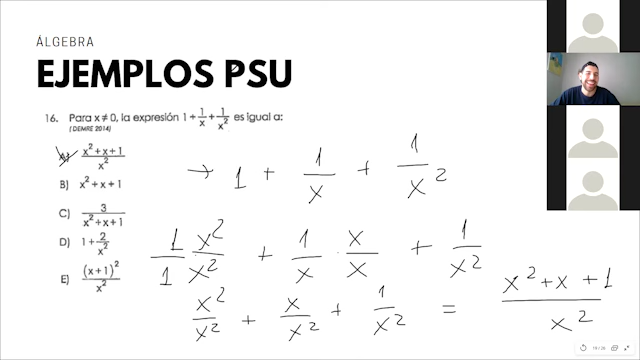 ÁLGEBRA
EJEMPLOS PSU
16. Para x ≠ 0, la expresión 1 + 1/x + 1/x² es igual a:
(DEMRE 2014)
A) (x² + x + 1)/x²
B) x² + x + 1
C) 3/(x² + x + 1)
D) 1 + 2/x²
E) (x + 1)²/x²
→ 1 + 1/x + 1/x²
1/1 x²/x² + 1/x x/x + 1/x²
x²/x² + x/x² + 1/x² = (x² + x + 1)/x²